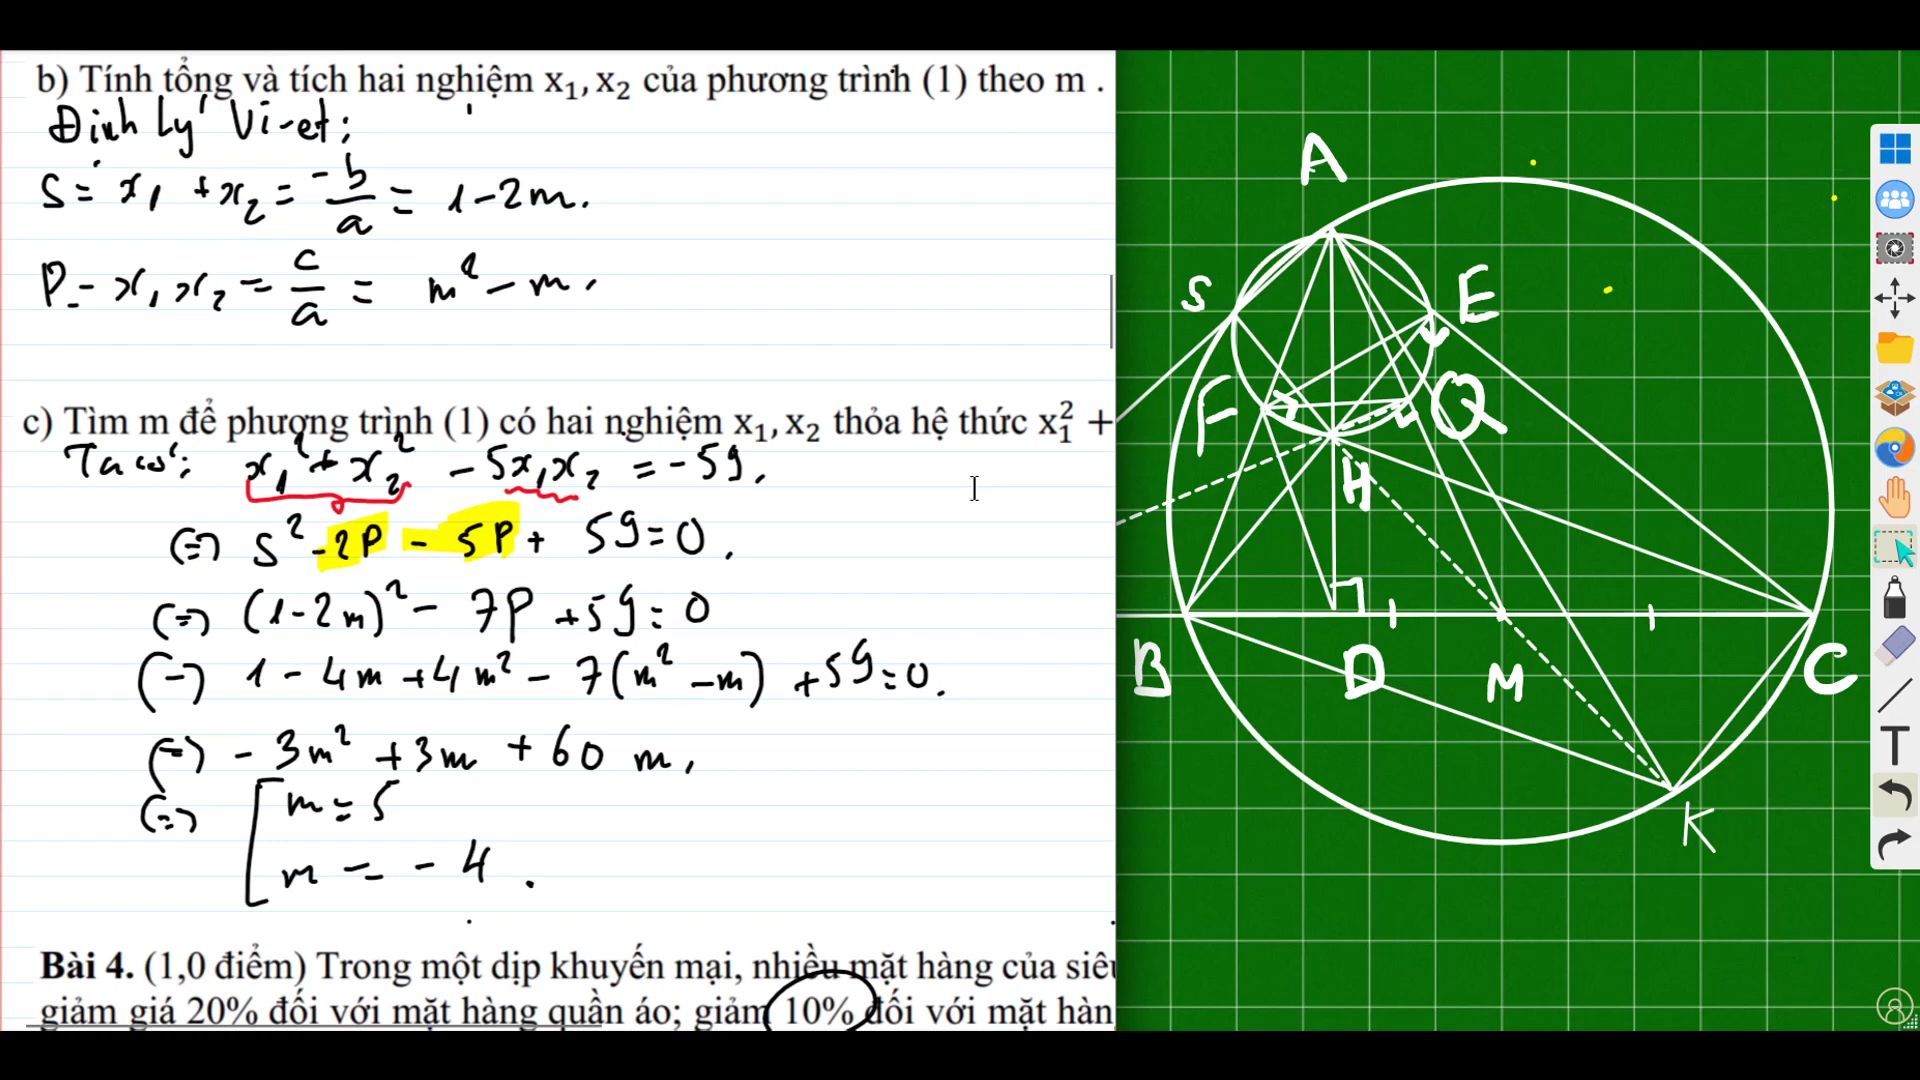 b) Tính tổng và tích hai nghiệm x₁, x₂ của phương trình (1) theo m .
Định lý Vi-et:
S = x₁ + x₂ = -b/a = 1-2m.
P = x₁x₂ = c/a = m² - m.
c) Tìm m để phương trình (1) có hai nghiệm x₁, x₂ thỏa hệ thức x₁² +
Ta có: x₁² + x₂² - 5x₁x₂ = -59.
(=) S² - 2P - 5P + 59 = 0.
(=) (1-2m)² - 7P + 59 = 0
(=) 1 - 4m + 4m² - 7(m² - m) + 59 = 0.
(=) - 3m² + 3m + 60 m.
(=) [ m = 5
m = - 4 .
Bài 4. (1,0 điểm) Trong một dịp khuyến mại, nhiều mặt hàng của siêu
giảm giá 20% đối với mặt hàng quần áo; giảm 10% đối với mặt hàn
A
S
E
F
Q
H
B
D
M
C
K
T